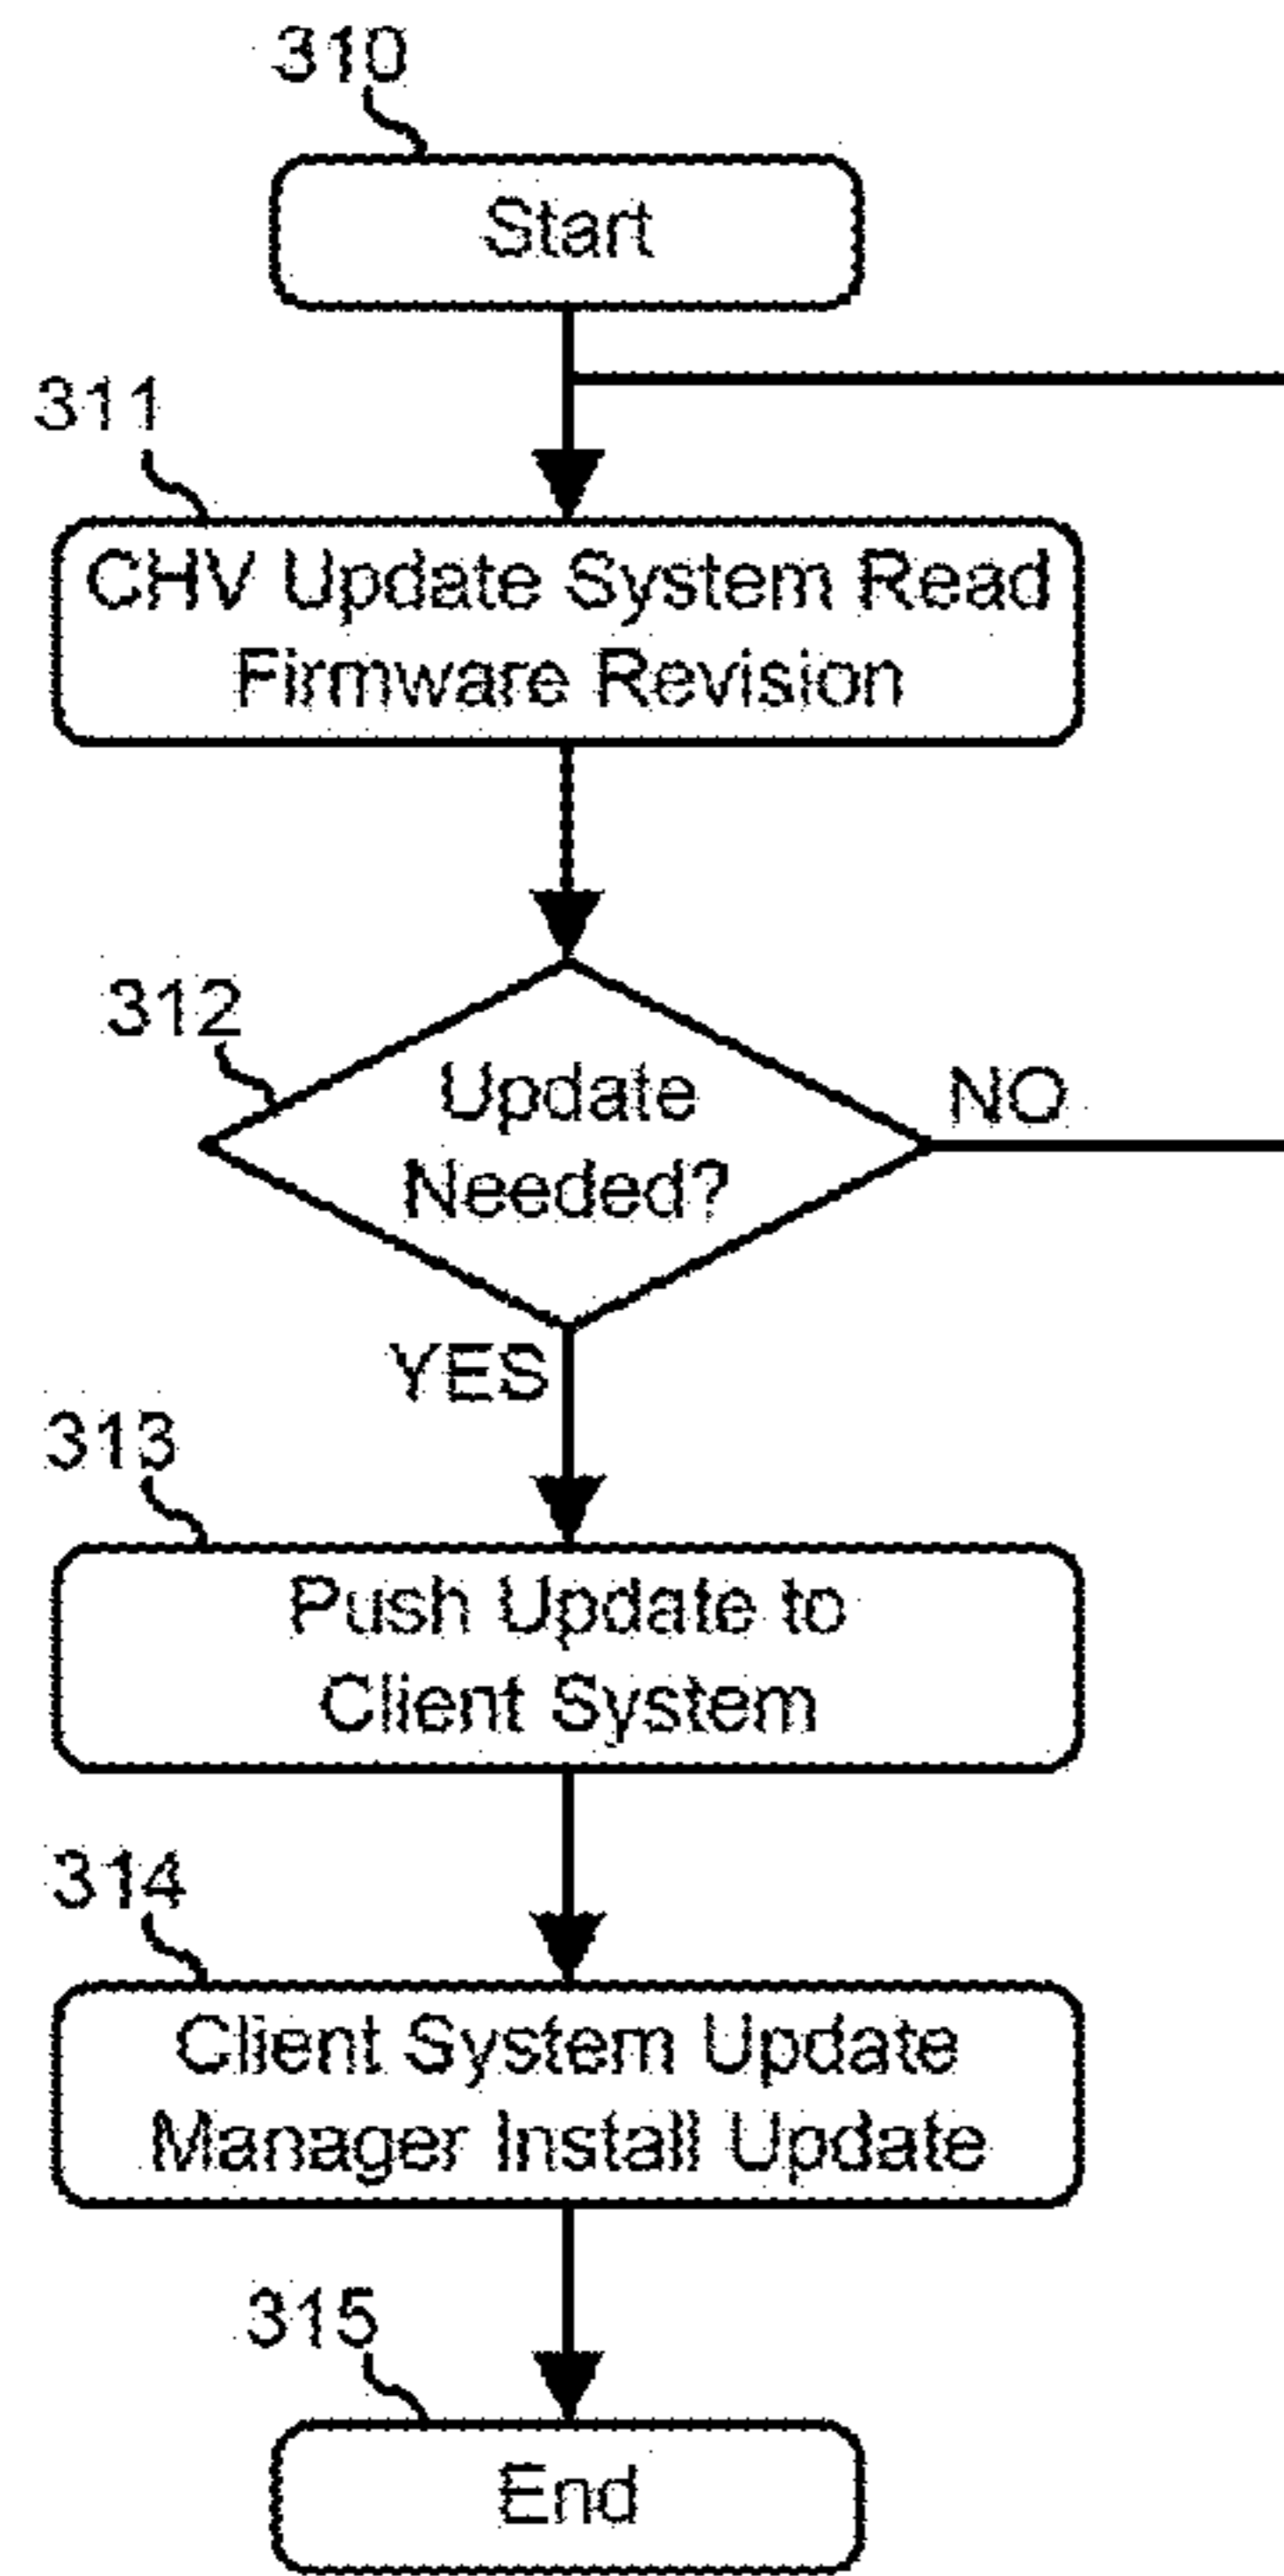 310
Start
311
CHV Update System Read
Firmware Revision
312
Update
Needed?
NO
YES
313
Push Update to
Client System
314
Client System Update
Manager Install Update
315
End